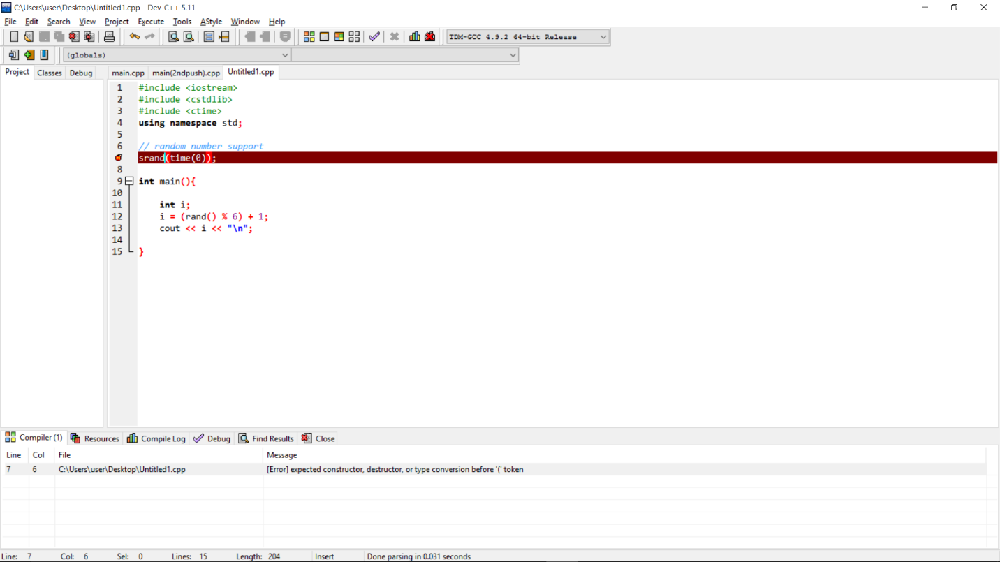 C:\Users\user\Desktop\Untitled1.cpp - Dev-C++ 5.11
File Edit Search View Project Execute Tools AStyle Window Help
TDM-GCC 4.9.2 64-bit Release
(globals)
Project Classes Debug main.cpp main(2ndpush).cpp Untitled1.cpp
1 #include <iostream>
2 #include <cstdlib>
3 #include <ctime>
4 using namespace std;
5
6 // random number support
srand(time(0));
8
9 int main(){
10
11 int i;
12 i = (rand() % 6) + 1;
13 cout << i << "\n";
14
15 }
Compiler (1) Resources Compile Log Debug Find Results Close
Line Col File Message
7 6 C:\Users\user\Desktop\Untitled1.cpp [Error] expected constructor, destructor, or type conversion before '(' token
Line: 7 Col: 6 Sel: 0 Lines: 15 Length: 204 Insert Done parsing in 0.031 seconds